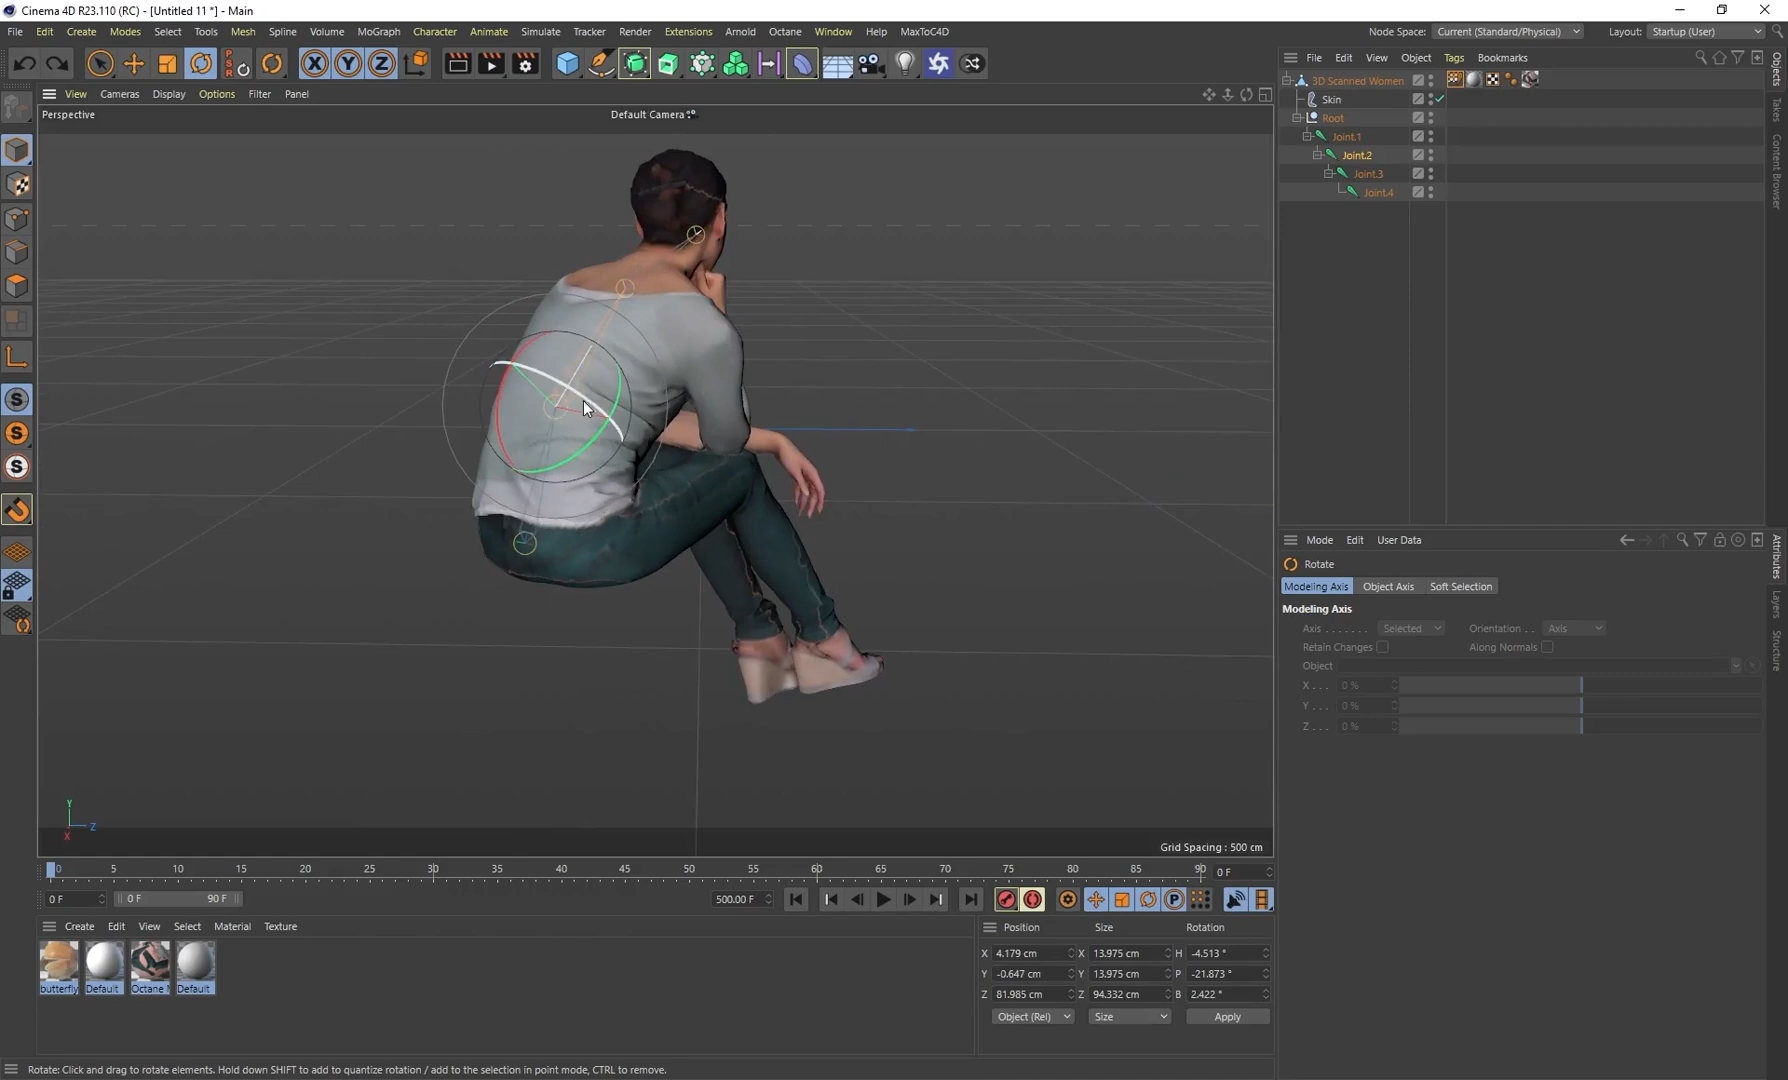 Cinema 4D R23.110 (RC) - [Untitled 11 *] - Main
File Edit Create Modes Select Tools Mesh Spline Volume MoGraph Character Animate Simulate Tracker Render Extensions Arnold Octane Window Help MaxToC4D
Node Space: Current (Standard/Physical) Layout: Startup (User)
X Y Z
PSR
File Edit View Object Tags Bookmarks
View Cameras Display Options Filter Panel
Perspective
Default Camera
3D Scanned Women
Skin
Root
Joint.1
Joint.2
Joint.3
Joint.4
Objects
Takes
Content Browser
S
S
S
Mode Edit User Data
Rotate
Modeling Axis Object Axis Soft Selection
Modeling Axis
Axis . . . . . . . Selected Orientation . . Axis
Retain Changes Along Normals
Object
X . . . 0 %
Y . . . 0 %
Z . . . 0 %
Attributes
Layers
Structure
Y
Z
X
Grid Spacing : 500 cm
0 5 10 15 20 25 30 35 40 45 50 55 60 65 70 75 80 85 90 0 F
0 F 0 F 90 F 500.00 F P
Create Edit View Select Material Texture
butterfly Default Octane Default
Position Size Rotation
X 4.179 cm X 13.975 cm H -4.513 °
Y -0.647 cm Y 13.975 cm P -21.873 °
Z 81.985 cm Z 94.332 cm B 2.422 °
Object (Rel) Size Apply
Rotate: Click and drag to rotate elements. Hold down SHIFT to add to quantize rotation / add to the selection in point mode, CTRL to remove.